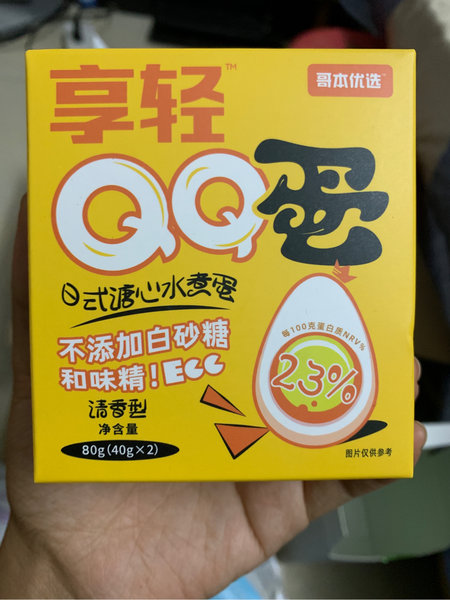 享轻™
哥本优选
QQ蛋
日式溏心水煮蛋
不添加白砂糖
和味精！EGG
每100克蛋白质NRV%
23%
清香型
净含量
80g(40g×2)
图片仅供参考